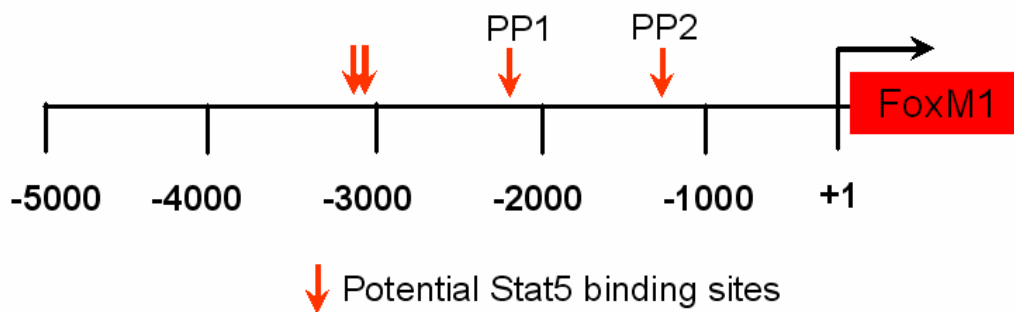 PP1 PP2
FoxM1
-5000 -4000 -3000 -2000 -1000 +1
Potential Stat5 binding sites